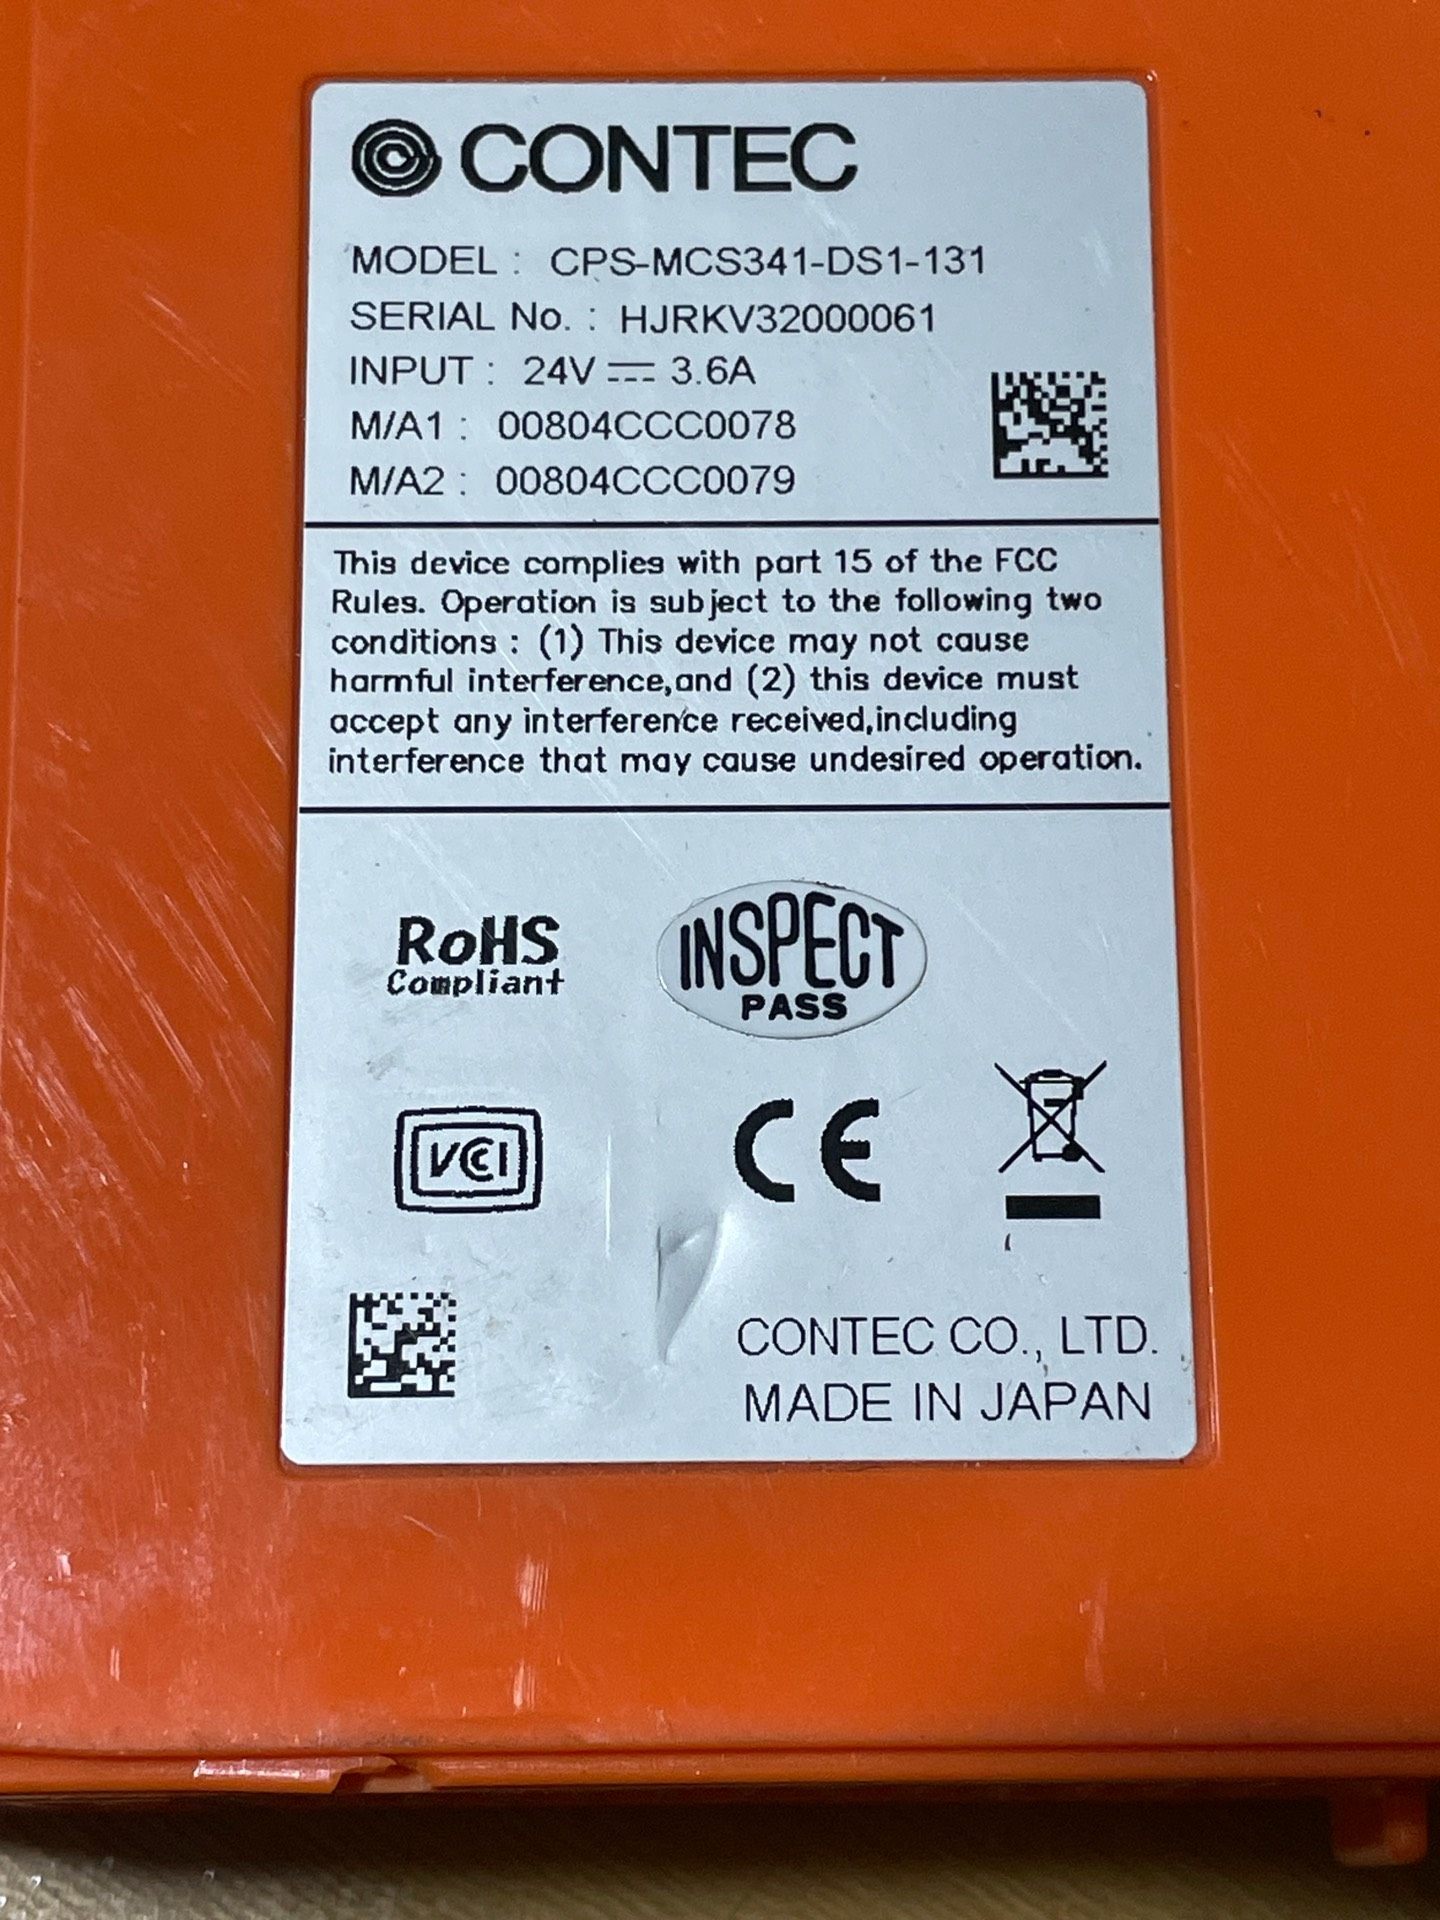 CONTEC
MODEL : CPS-MCS341-DS1-131
SERIAL No. : HJRKV32000061
INPUT : 24V ⎓ 3.6A
M/A1 : 00804CCC0078
M/A2 : 00804CCC0079
This device complies with part 15 of the FCC
Rules. Operation is subject to the following two
conditions : (1) This device may not cause
harmful interference,and (2) this device must
accept any interference received,including
interference that may cause undesired operation.
RoHS
Compliant
INSPECT
PASS
VCI
CE
CONTEC CO., LTD.
MADE IN JAPAN